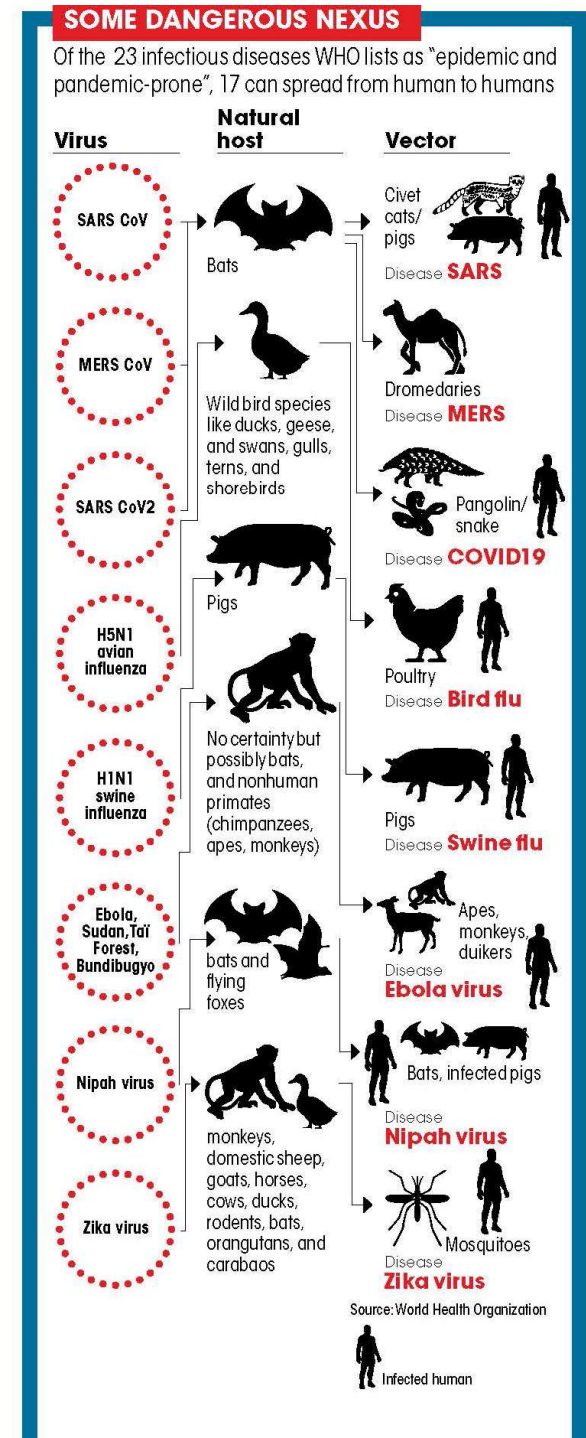 SOME DANGEROUS NEXUS
Of the 23 infectious diseases WHO lists as “epidemic and
pandemic-prone”, 17 can spread from human to humans
Virus
Natural
host
Vector
SARS CoV
Bats
Civet
cats/
pigs
Disease SARS
MERS CoV
Wild bird species
like ducks, geese,
and swans, gulls,
terns, and
shorebirds
Dromedaries
Disease MERS
SARS CoV2
Pigs
Pangolin/
snake
Disease COVID19
H5N1
avian
influenza
No certainty but
possibly bats,
and nonhuman
primates
(chimpanzees,
apes, monkeys)
Poultry
Disease Bird flu
H1N1
swine
influenza
Pigs
Disease Swine flu
Ebola,
Sudan,Taï
Forest,
Bundibugyo
bats and
flying
foxes
Apes,
monkeys,
duikers
Disease
Ebola virus
Nipah virus
Bats, infected pigs
Disease
Nipah virus
Zika virus
monkeys,
domestic sheep,
goats, horses,
cows, ducks,
rodents, bats,
orangutans, and
carabaos
Mosquitoes
Disease
Zika virus
Source: World Health Organization
Infected human